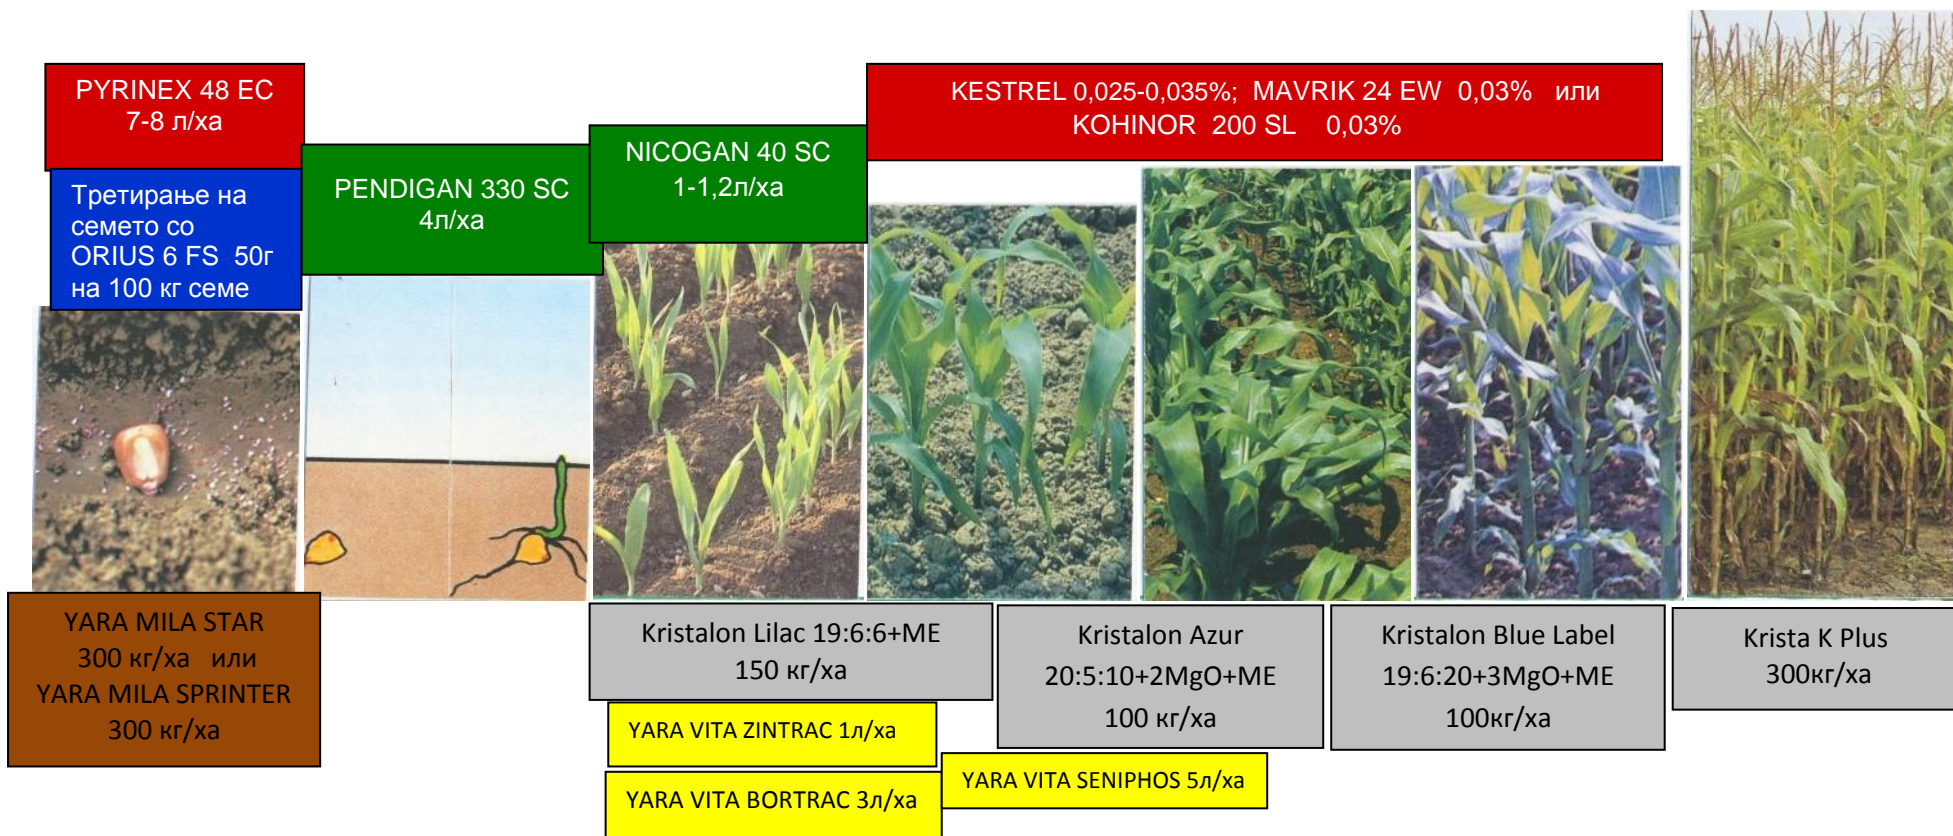 PYRINEX 48 EC
7-8 л/ха
Третирање на
семето со
ORIUS 6 FS  50г
на 100 кг семе
PENDIGAN 330 SC
4л/ха
NICOGAN 40 SC
1-1,2л/ха
KESTREL 0,025-0,035%;  MAVRIK 24 EW  0,03%   или
KOHINOR  200 SL    0,03%
YARA MILA STAR
300 кг/ха   или
YARA MILA SPRINTER
300 кг/ха
Kristalon Lilac 19:6:6+ME
150 кг/ха
YARA VITA ZINTRAC 1л/ха
YARA VITA BORTRAC 3л/ха
Kristalon Azur
20:5:10+2MgO+ME
100 кг/ха
YARA VITA SENIPHOS 5л/ха
Kristalon Blue Label
19:6:20+3MgO+ME
100кг/ха
Krista K Plus
300кг/ха